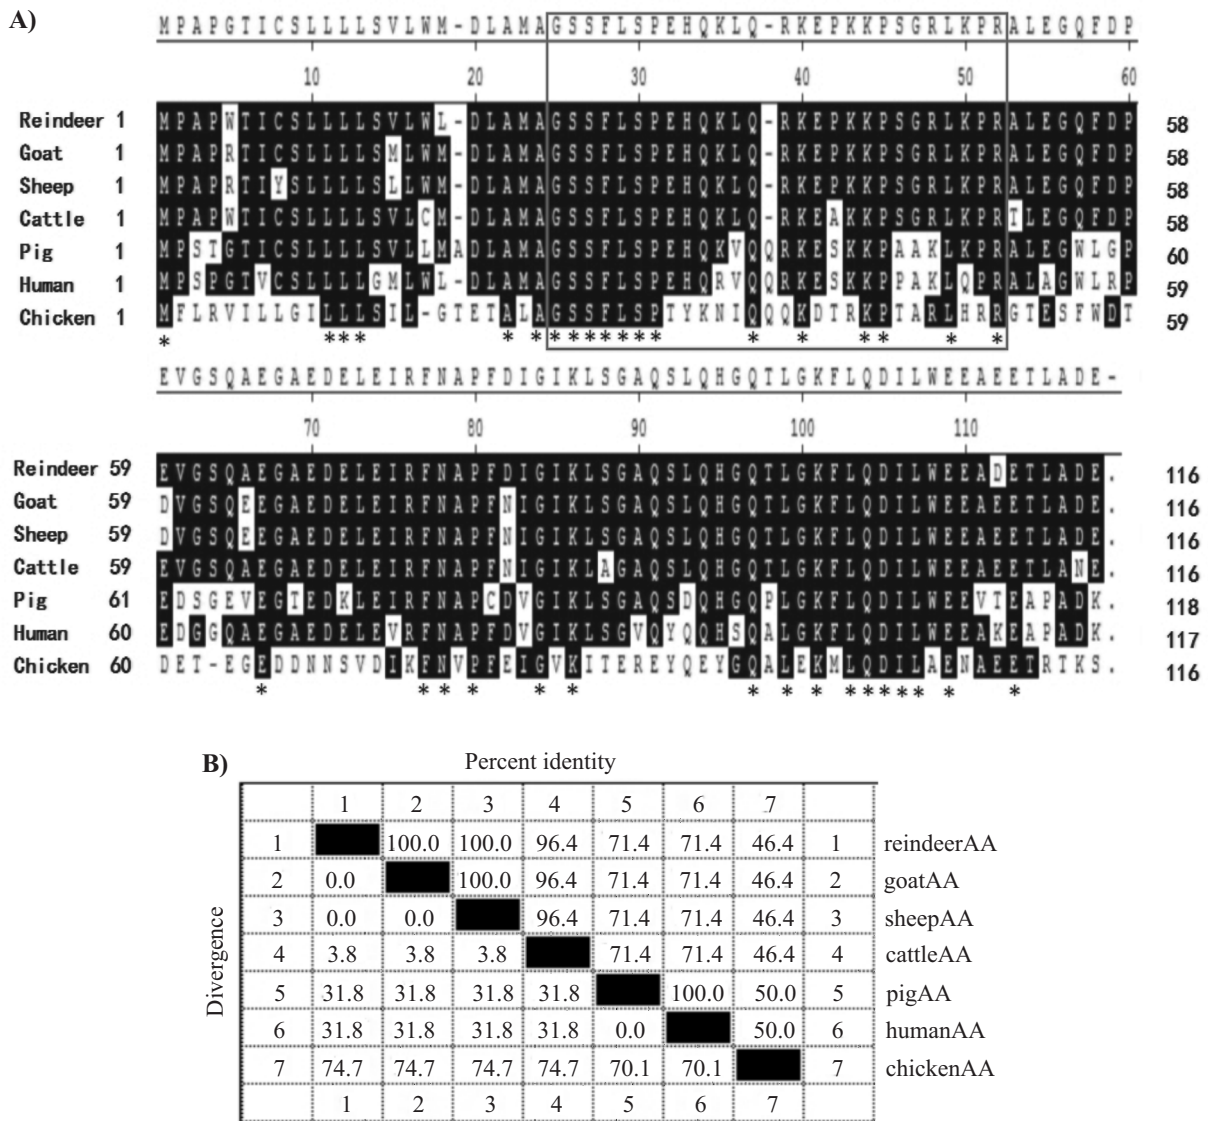 A)
MPAPGTICSLLLLSVLWM-DLAMAGSSFLSPEHQKLQ-RKEPKKPSGRLKPRALEGQFDP
10 20 30 40 50 60
Reindeer 1 MPAPWTICSLLLLSVLWL-DLAMAGSSFLSPEHQKLQ-RKEPKKPSGRLKPRALEGQFDP 58
Goat 1 MPAPRTICSLLLLSMLWM-DLAMAGSSFLSPEHQKLQ-RKEPKKPSGRLKPRALEGQFDP 58
Sheep 1 MPAPRTIYSLLLLSLLWM-DLAMAGSSFLSPEHQKLQ-RKEPKKPSGRLKPRALEGQFDP 58
Cattle 1 MPAPWTICSLLLLSVLCM-DLAMAGSSFLSPEHQKLQ-RKEAKKPSGRLKPRTLEGQFDP 58
Pig 1 MPSTGTICSLLLLSVLLMADLAMAGSSFLSPEHQKVQQRKESKKPAAKLKPRALEGWLGP 60
Human 1 MPSPGTVCSLLLLGMLWL-DLAMAGSSFLSPEHQRVQQRKESKKPPAKLQPRALAGWLRP 59
Chicken 1 MFLRVILLGILLLSIL-GTETALAGSSFLSPTYKNIQQQKDTRKPTARLHRRGTESFWDT 59
* * * * * * * * * * * * * * * * * * * *
EVGSQAEGAEDELEIRFNAPFDIGIKLSGAQSLQHGQTLGKFLQDILWEEAEETLADE-
70 80 90 100 110
Reindeer 59 EVGSQAEGAEDELEIRFNAPFDIGIKLSGAQSLQHGQTLGKFLQDILWEEADETLADE. 116
Goat 59 DVGSQEEGAEDELEIRFNAPFNIGIKLSGAQSLQHGQTLGKFLQDILWEEAEETLADE. 116
Sheep 59 DVGSQEEGAEDELEIRFNAPFNIGIKLSGAQSLQHGQTLGKFLQDILWEEAEETLADE. 116
Cattle 59 EVGSQAEGAEDELEIRFNAPFNIGIKLAGAQSLQHGQTLGKFLQDILWEEAEETLANE. 116
Pig 61 EDSGEVEGTEDKLEIRFNAPCDVGIKLSGAQSDQHGQPLGKFLQDILWEEVTEAPADK. 118
Human 60 EDGGQAEGAEDELEVRFNAPFDVGIKLSGVQYQQHSQALGKFLQDILWEEAKEAPADK. 117
Chicken 60 DET-EGEDDNNSVDIKFNVPFEIGVKITEREYQEYGQALEKMLQDILAENAEETRTKS. 116
* * * * * * * * * * * * * * * *
B)
Percent identity
1 2 3 4 5 6 7
1 100.0 100.0 96.4 71.4 71.4 46.4 1 reindeerAA
2 0.0 100.0 96.4 71.4 71.4 46.4 2 goatAA
3 0.0 0.0 96.4 71.4 71.4 46.4 3 sheepAA
4 3.8 3.8 3.8 71.4 71.4 46.4 4 cattleAA
5 31.8 31.8 31.8 31.8 100.0 50.0 5 pigAA
6 31.8 31.8 31.8 31.8 0.0 50.0 6 humanAA
7 74.7 74.7 74.7 74.7 70.1 70.1 7 chickenAA
1 2 3 4 5 6 7
Divergence